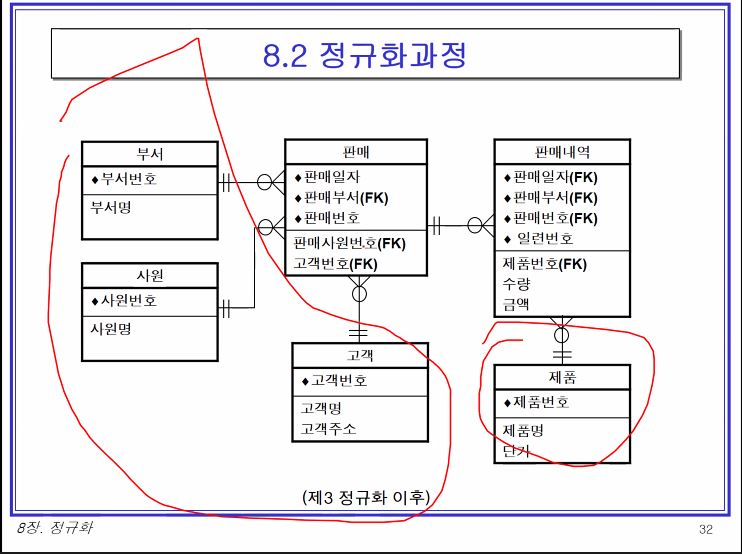 8.2 정규화과정
부서
♦부서번호
부서명
사원
♦사원번호
사원명
판매
♦판매일자
♦판매부서(FK)
♦판매번호
판매사원번호(FK)
고객번호(FK)
고객
♦고객번호
고객명
고객주소
판매내역
♦판매일자(FK)
♦판매부서(FK)
♦판매번호(FK)
♦ 일련번호
제품번호(FK)
수량
금액
제품
♦제품번호
제품명
단가
(제3 정규화 이후)
8장. 정규화
32